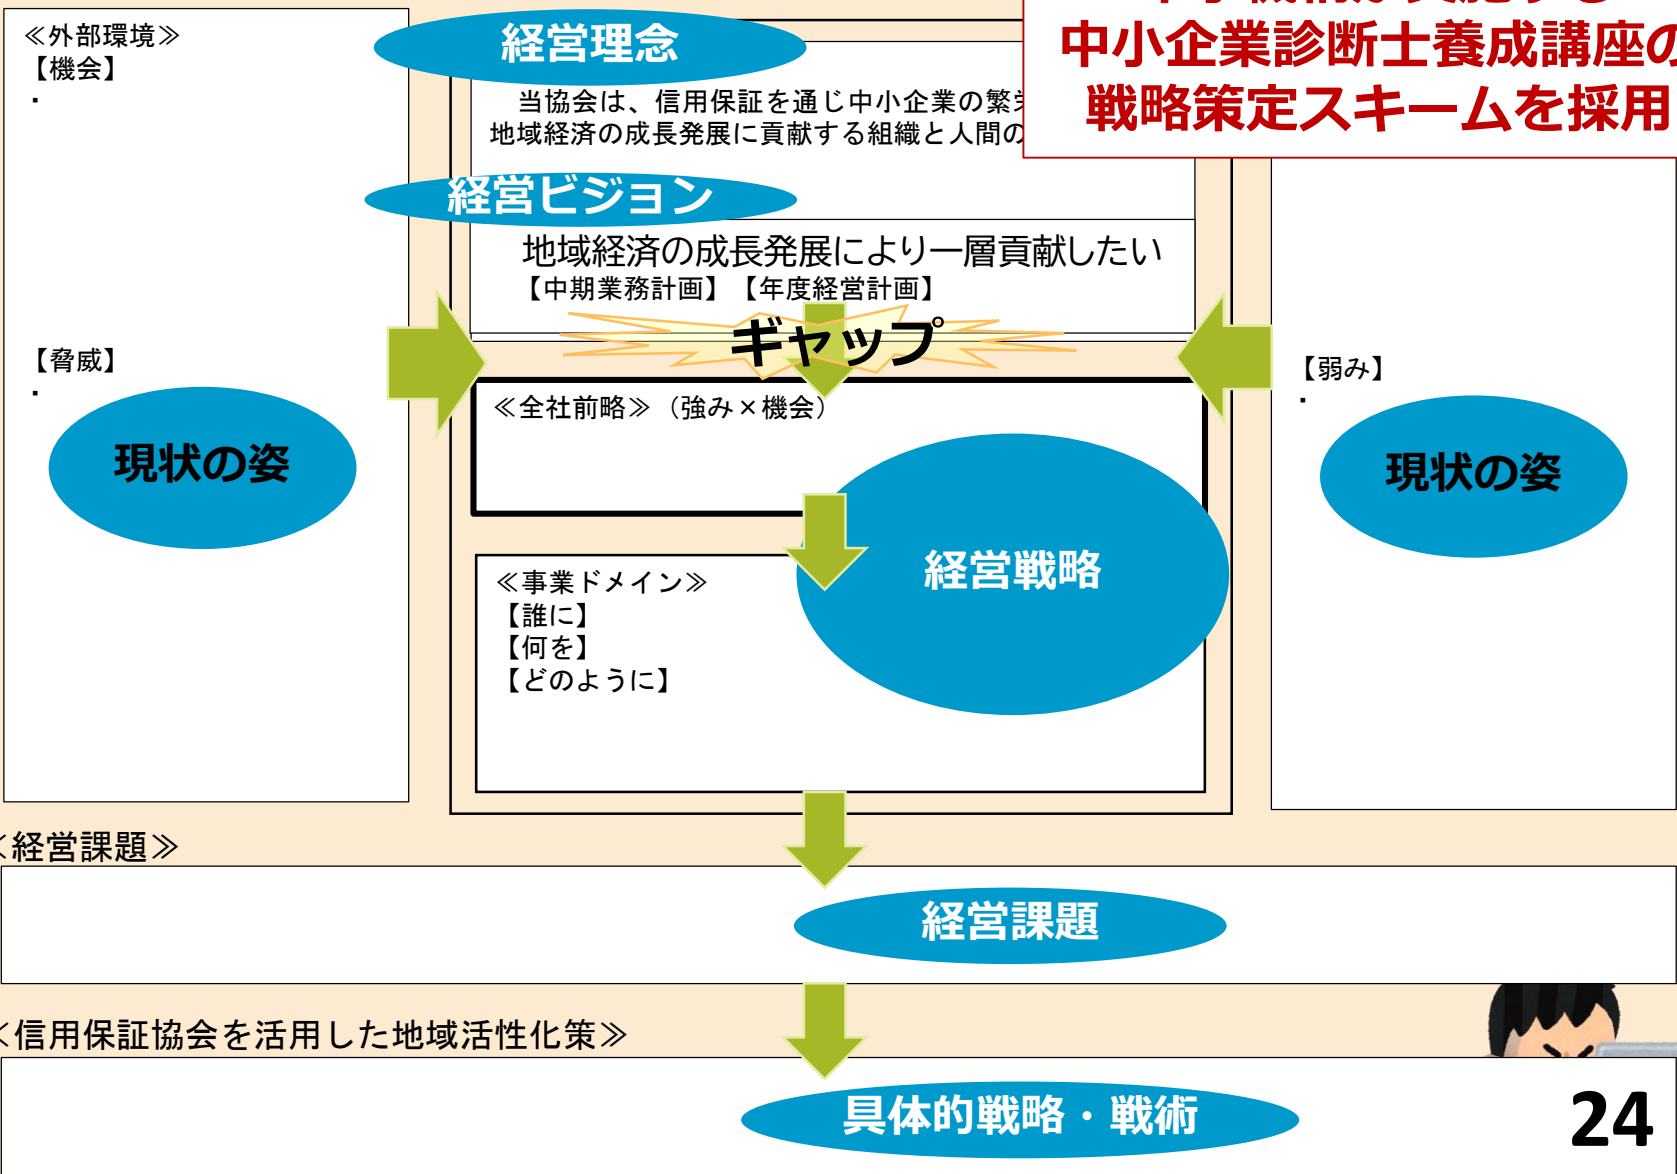 ≪外部環境≫
【機会】
・
【脅威】
・
現状の姿
経営理念
当協会は、信用保証を通じ中小企業の繁
地域経済の成長発展に貢献する組織と人間の
経営ビジョン
地域経済の成長発展により一層貢献したい
【中期業務計画】【年度経営計画】
ギャップ
≪全社前略≫（強み×機会）
経営戦略
≪事業ドメイン≫
【誰に】
【何を】
【どのように】
中小企業診断士養成講座の
戦略策定スキームを採用
【弱み】
・
現状の姿
≪経営課題≫
経営課題
≪信用保証協会を活用した地域活性化策≫
具体的戦略・戦術
24